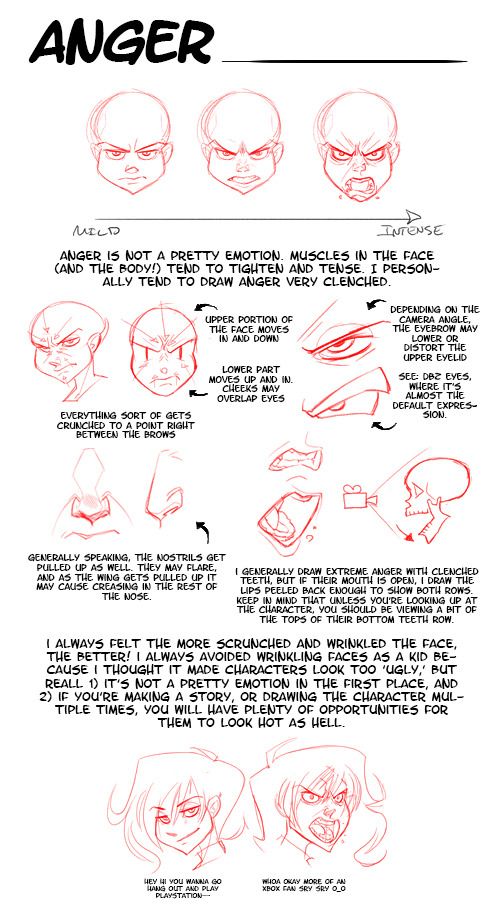 ANGER
MILD
INTENSE
ANGER IS NOT A PRETTY EMOTION. MUSCLES IN THE FACE
(AND THE BODY!) TEND TO TIGHTEN AND TENSE. I PERSON-
ALLY TEND TO DRAW ANGER VERY CLENCHED.
UPPER PORTION OF
THE FACE MOVES
IN AND DOWN
LOWER PART
MOVES UP AND IN.
CHEEKS MAY
OVERLAP EYES
EVERYTHING SORT OF GETS
CRUNCHED TO A POINT RIGHT
BETWEEN THE BROWS
DEPENDING ON THE
CAMERA ANGLE,
THE EYEBROW MAY
LOWER OR
DISTORT THE
UPPER EYELID
SEE: DBZ EYES,
WHERE IT'S
ALMOST THE
DEFAULT EXPRES-
SION.
GENERALLY SPEAKING, THE NOSTRILS GET
PULLED UP AS WELL. THEY MAY FLARE,
AND AS THE WING GETS PULLED UP IT
MAY CAUSE CREASING IN THE REST OF
THE NOSE.
I GENERALLY DRAW EXTREME ANGER WITH CLENCHED
TEETH, BUT IF THEIR MOUTH IS OPEN, I DRAW THE
LIPS PEELED BACK ENOUGH TO SHOW BOTH ROWS.
KEEP IN MIND THAT UNLESS YOU'RE LOOKING UP AT
THE CHARACTER, YOU SHOULD BE VIEWING A BIT OF
THE TOPS OF THEIR BOTTOM TEETH ROW.
I ALWAYS FELT THE MORE SCRUNCHED AND WRINKLED THE FACE,
THE BETTER! I ALWAYS AVOIDED WRINKLING FACES AS A KID BE-
CAUSE I THOUGHT IT MADE CHARACTERS LOOK TOO 'UGLY,' BUT
REALL 1) IT'S NOT A PRETTY EMOTION IN THE FIRST PLACE, AND
2) IF YOU'RE MAKING A STORY, OR DRAWING THE CHARACTER MUL-
TIPLE TIMES, YOU WILL HAVE PLENTY OF OPPORTUNITIES FOR
THEM TO LOOK HOT AS HELL.
HEY HI YOU WANNA GO
HANG OUT AND PLAY
PLAYSTATION—
WHOA OKAY MORE OF AN
XBOX FAN SRY SRY O_O